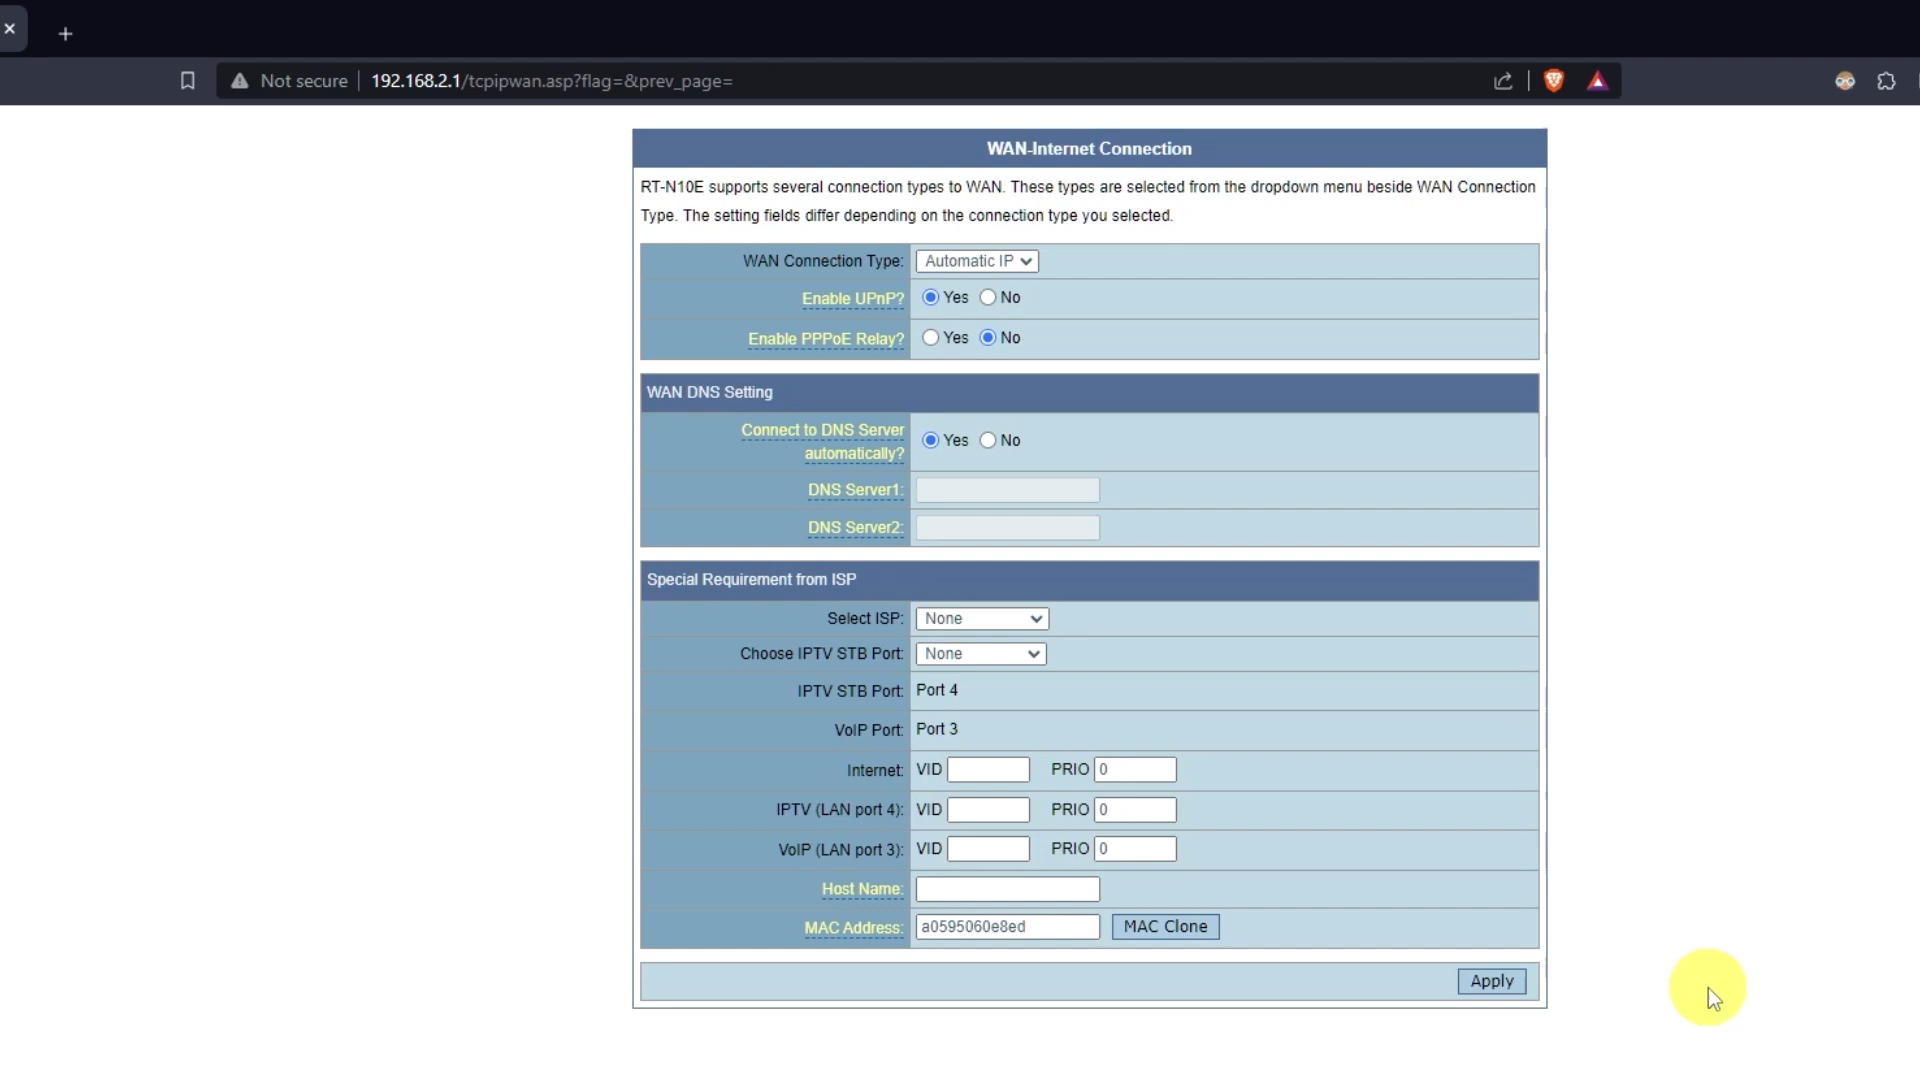 Not secure 192.168.2.1/tcpipwan.asp?flag=&prev_page=
WAN-Internet Connection
RT-N10E supports several connection types to WAN. These types are selected from the dropdown menu beside WAN Connection
Type. The setting fields differ depending on the connection type you selected.
WAN Connection Type: Automatic IP
Enable UPnP? Yes No
Enable PPPoE Relay? Yes No
WAN DNS Setting
Connect to DNS Server
automatically? Yes No
DNS Server1:
DNS Server2:
Special Requirement from ISP
Select ISP: None
Choose IPTV STB Port: None
IPTV STB Port: Port 4
VoIP Port: Port 3
Internet: VID PRIO 0
IPTV (LAN port 4): VID PRIO 0
VoIP (LAN port 3): VID PRIO 0
Host Name:
MAC Address: a0595060e8ed MAC Clone
Apply